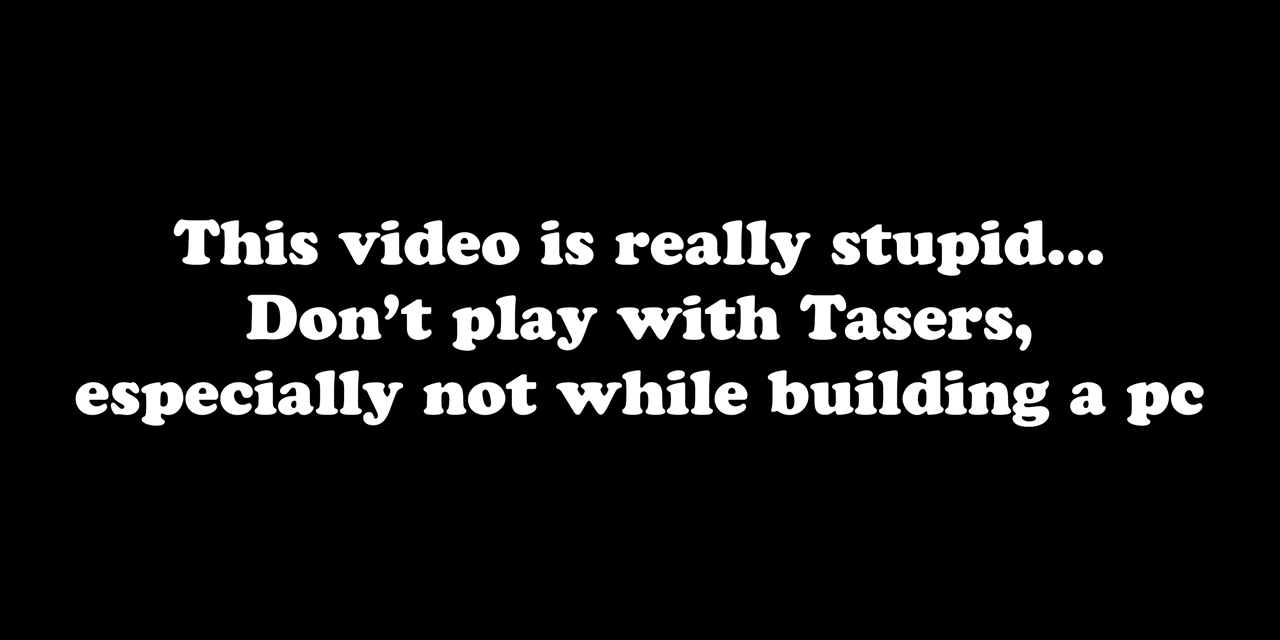 This video is really stupid...
Don’t play with Tasers,
especially not while building a pc